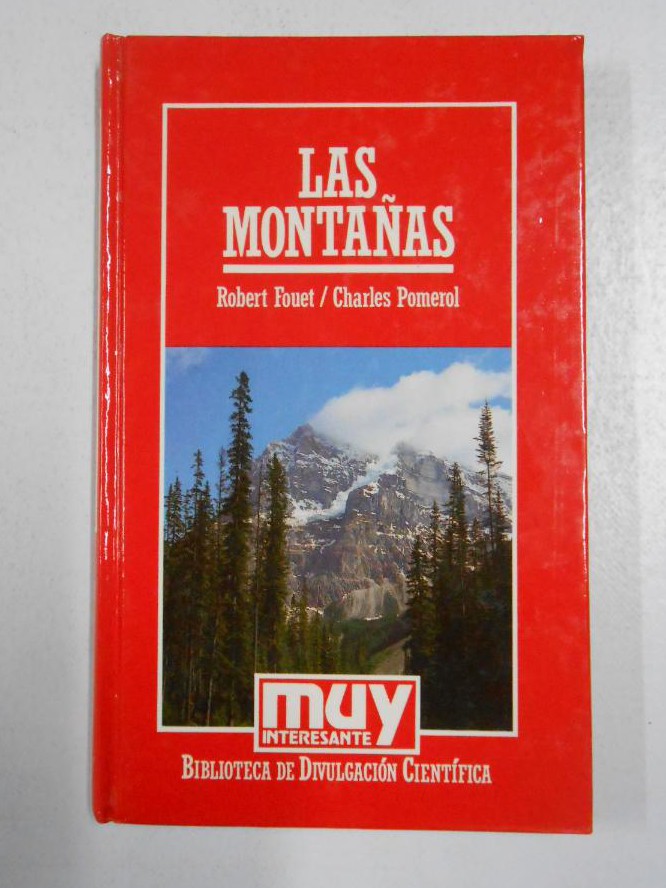 LAS
MONTAÑAS
Robert Fouet / Charles Pomerol
muy
INTERESANTE
BIBLIOTECA DE DIVULGACIÓN CIENTÍFICA